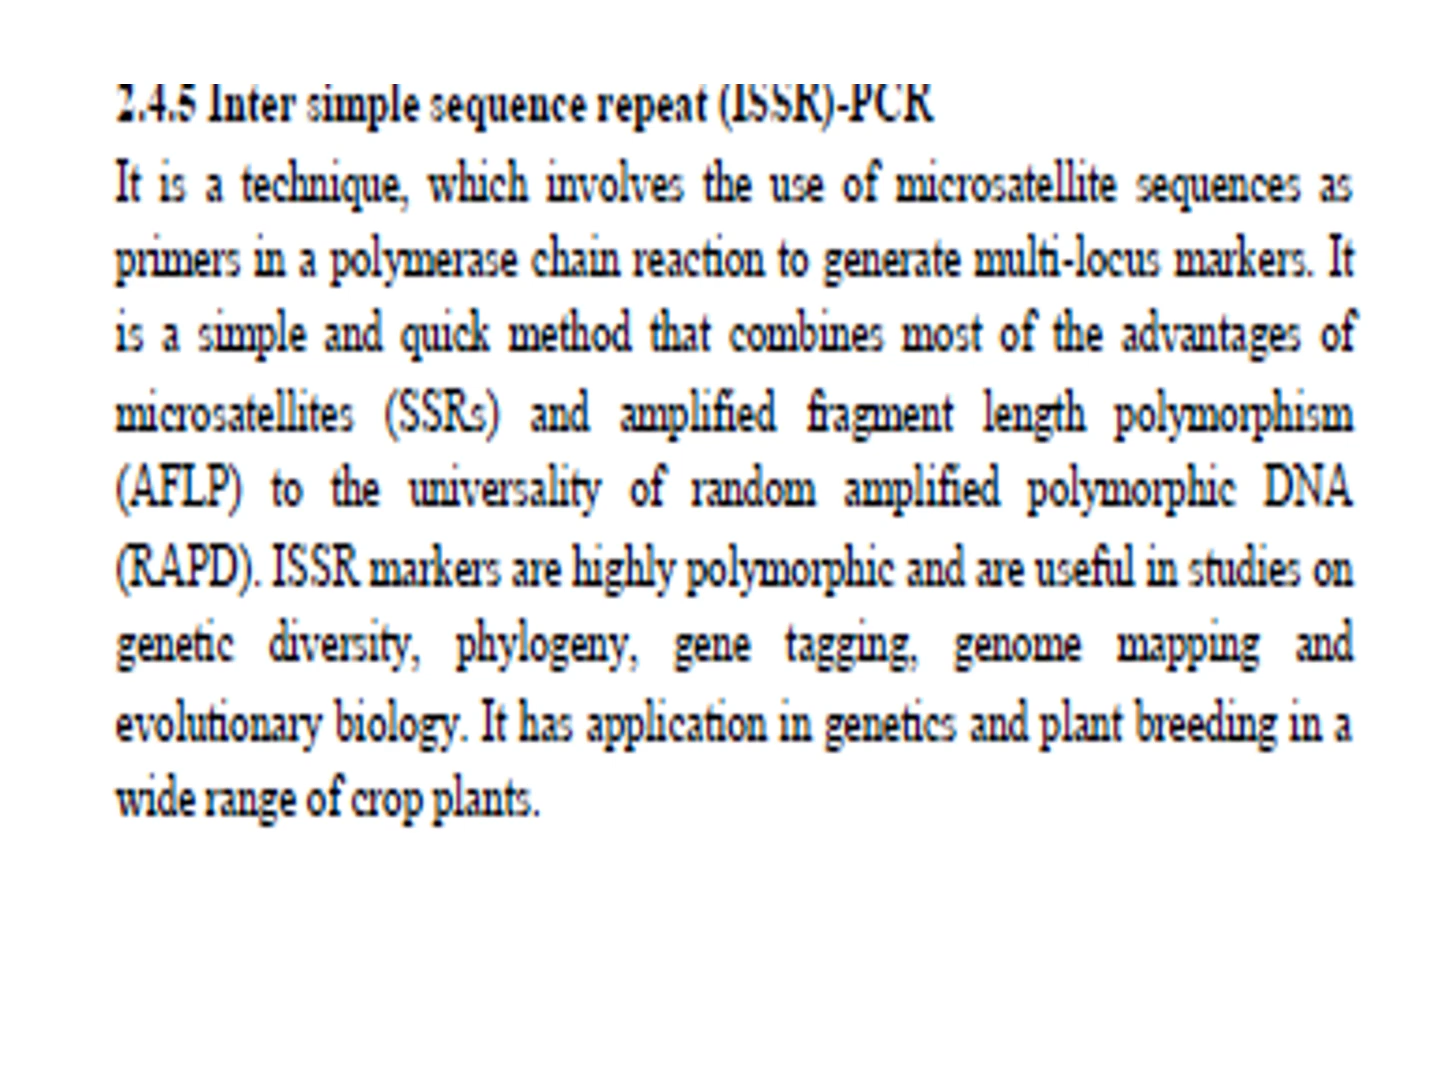 2.4.5 Inter simple sequence repeat (ISSR)-PCR
It is a technique, which involves the use of microsatellite sequences as
primers in a polymerase chain reaction to generate multi-locus markers. It
is a simple and quick method that combines most of the advantages of
microsatellites (SSRs) and amplified fragment length polymorphism
(AFLP) to the universality of random amplified polymorphic DNA
(RAPD). ISSR markers are highly polymorphic and are useful in studies on
genetic diversity, phylogeny, gene tagging, genome mapping and
evolutionary biology. It has application in genetics and plant breeding in a
wide range of crop plants.